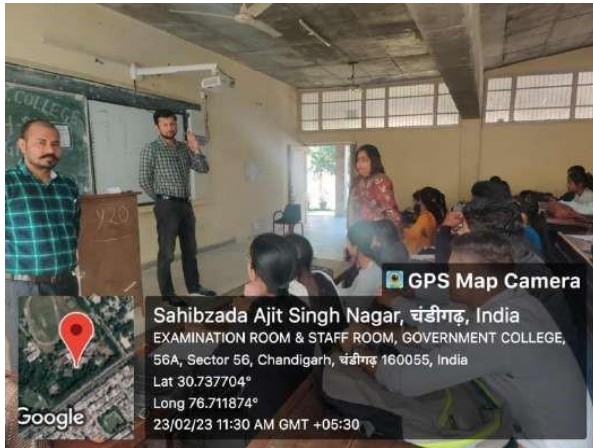 COLLEGE
Y20
GPS Map Camera
Sahibzada Ajit Singh Nagar, चंडीगढ़, India
EXAMINATION ROOM & STAFF ROOM, GOVERNMENT COLLEGE,
56A, Sector 56, Chandigarh, चंडीगढ़ 160055, India
Lat 30.737704°
Long 76.711874°
23/02/23 11:30 AM GMT +05:30
Google